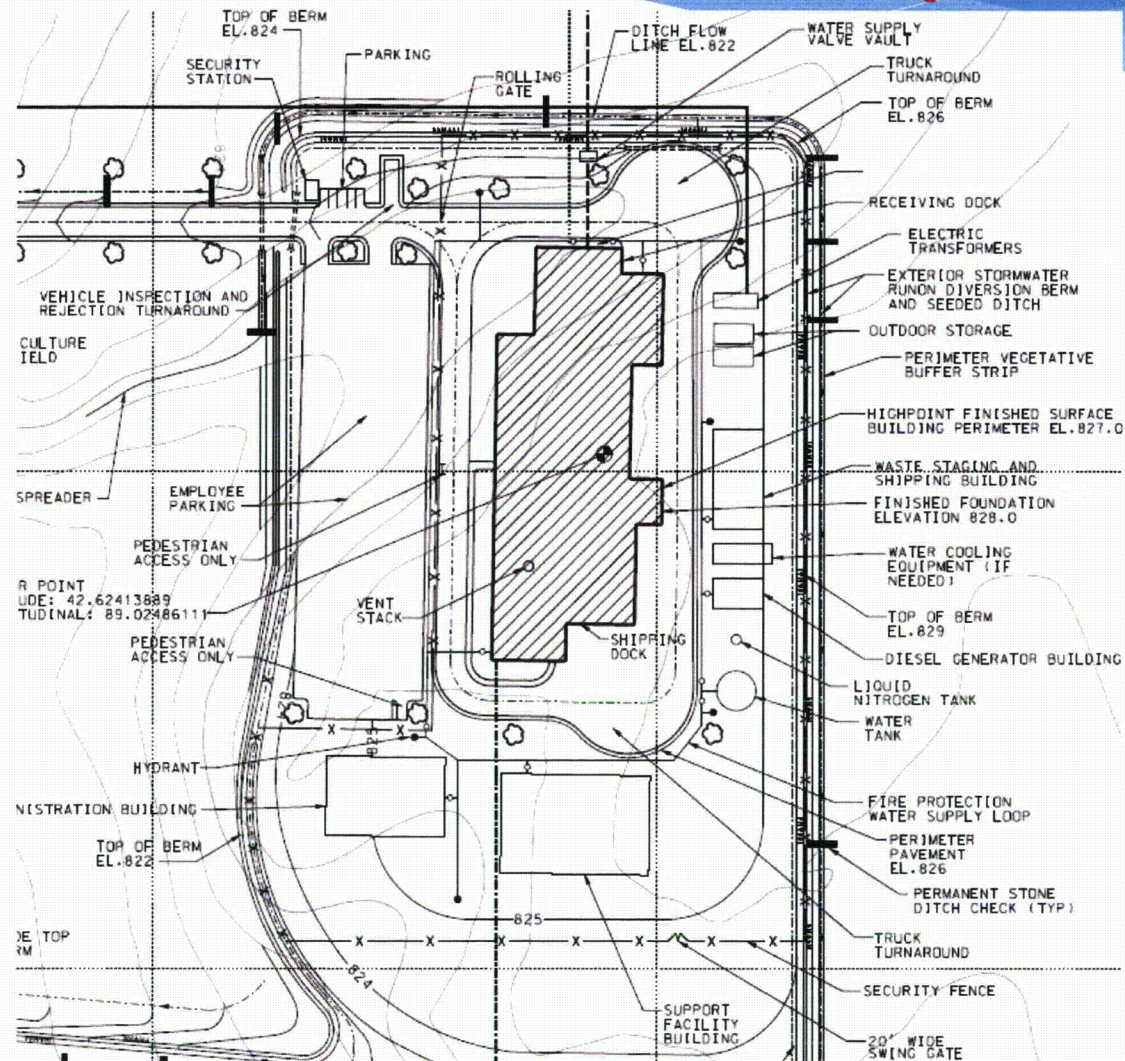 TOP OF BERM
EL.824
SECURITY
STATION
PARKING
ROLLING
GATE
DITCH FLOW
LINE EL.822
WATER SUPPLY
VALVE VAULT
TRUCK
TURNAROUND
TOP OF BERM
EL.826
RECEIVING DOCK
ELECTRIC
TRANSFORMERS
EXTERIOR STORMWATER
RUNON DIVERSION BERM
AND SEEDED DITCH
OUTDOOR STORAGE
PERIMETER VEGETATIVE
BUFFER STRIP
HIGHPOINT FINISHED SURFACE
BUILDING PERIMETER EL.827.0
WASTE STAGING AND
SHIPPING BUILDING
FINISHED FOUNDATION
ELEVATION 828.0
WATER COOLING
EQUIPMENT (IF
NEEDED)
TOP OF BERM
EL.829
DIESEL GENERATOR BUILDING
LIQUID
NITROGEN TANK
WATER
TANK
FIRE PROTECTION
WATER SUPPLY LOOP
PERIMETER
PAVEMENT
EL.826
PERMANENT STONE
DITCH CHECK (TYP)
TRUCK
TURNAROUND
SECURITY FENCE
20' WIDE
SWING GATE
VEHICLE INSPECTION AND
REJECTION TURNAROUND
CULTURE
IELD
SPREADER
EMPLOYEE
PARKING
PEDESTRIAN
ACCESS ONLY
R POINT
UDE: 42.62413889
TUDINAL: 89.02486111
VENT
STACK
PEDESTRIAN
ACCESS ONLY
SHIPPING
DOCK
828
825
HYDRANT
NISTRATION BUILDING
TOP OF BERM
EL.822
825
DE TOP
RM
824
SUPPORT
FACILITY
BUILDING